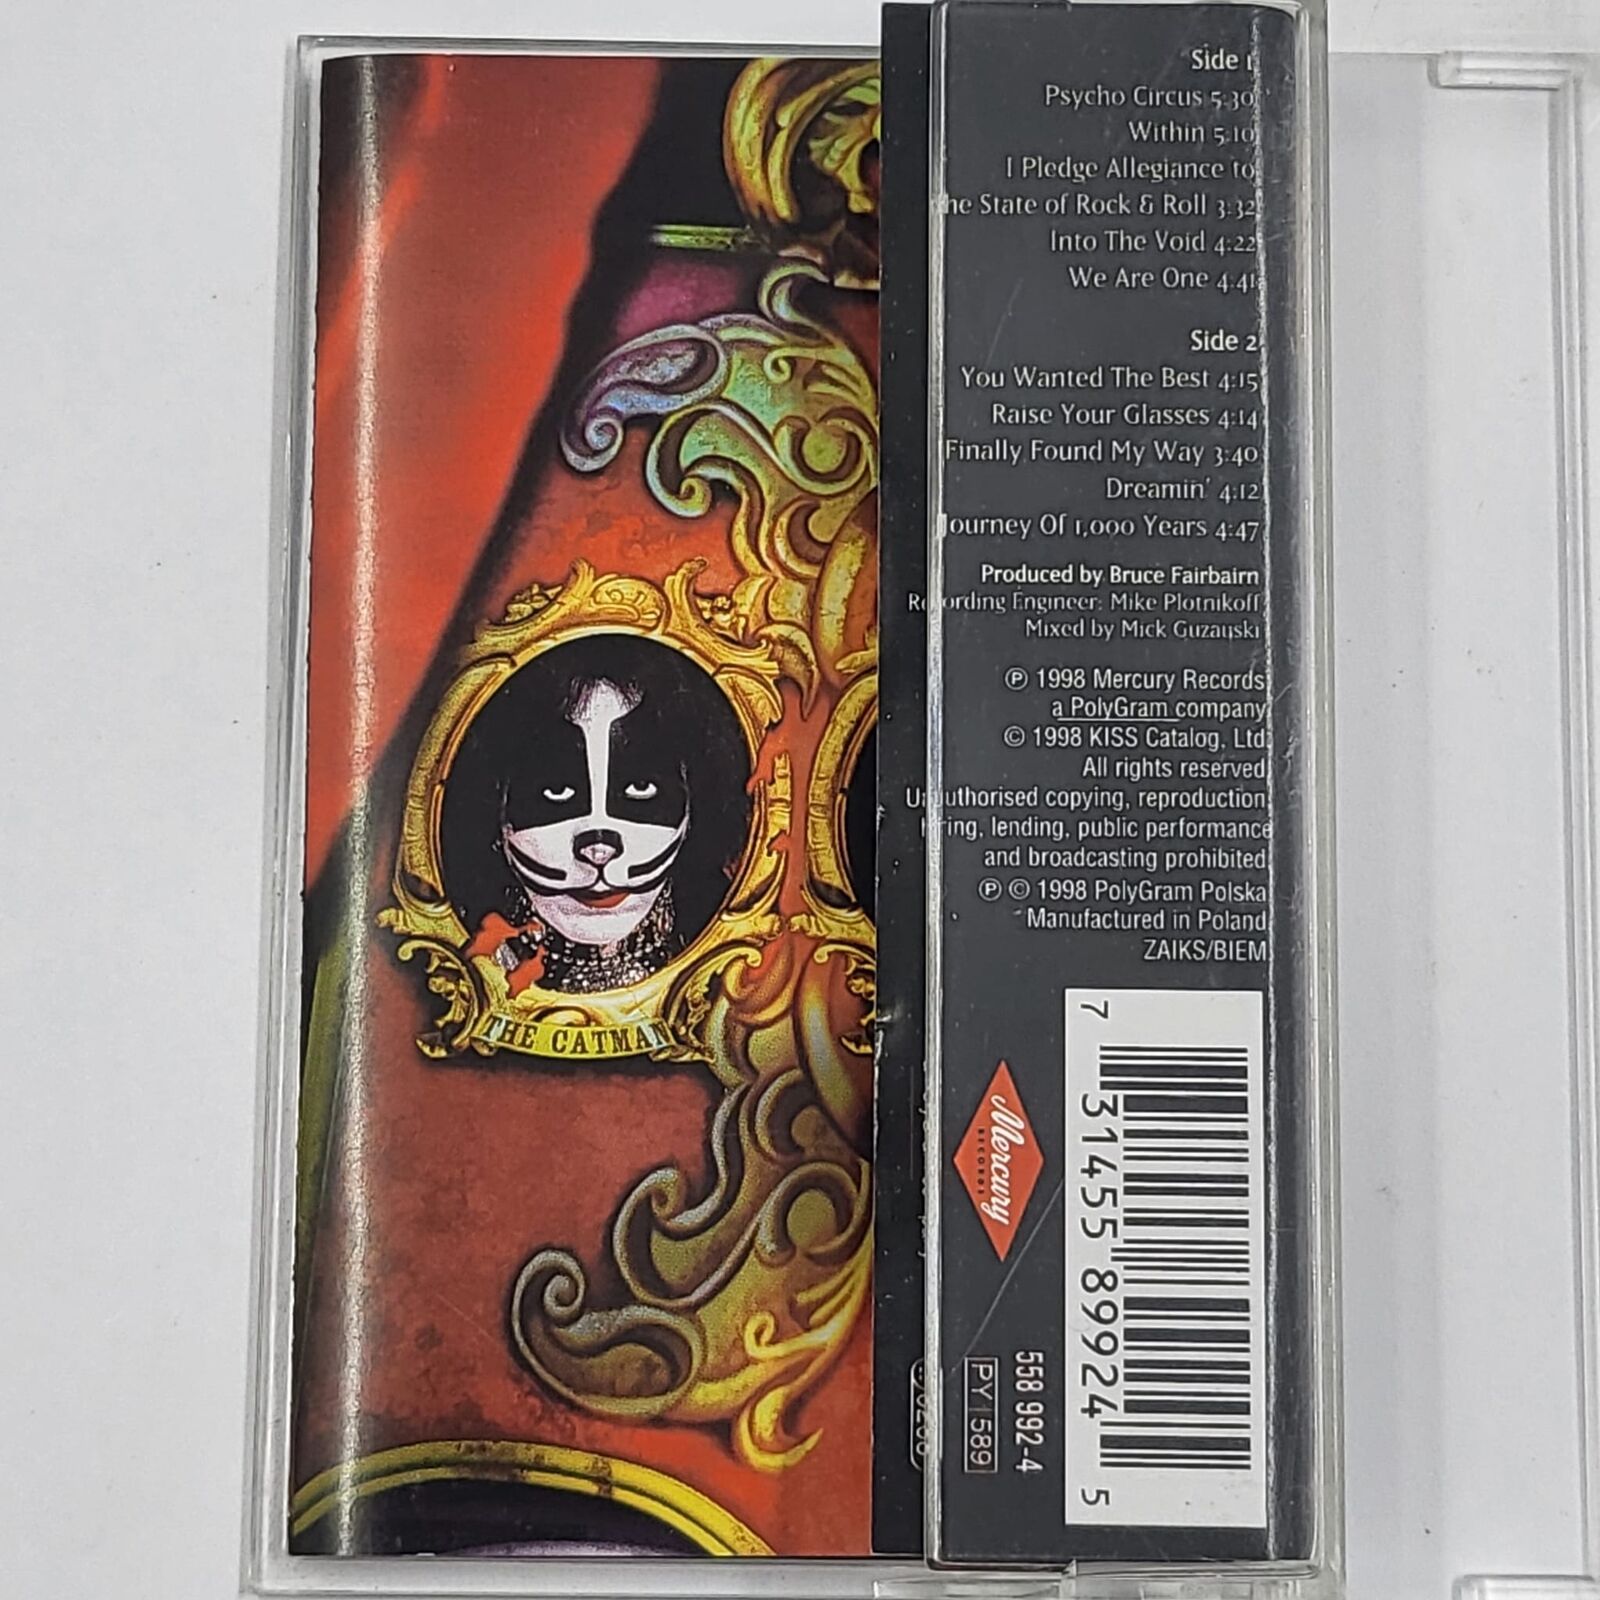 Side 1
Psycho Circus 5:30
Within 5:10
I Pledge Allegiance to
the State of Rock & Roll 3:32
Into The Void 4:22
We Are One 4:41
Side 2
You Wanted The Best 4:15
Raise Your Glasses 4:14
Finally Found My Way 3:40
Dreamin' 4:12
Journey Of 1,000 Years 4:47
Produced by Bruce Fairbairn
Recording Engineer: Mike Plotnikoff
Mixed by Mick Guzauski
℗ 1998 Mercury Records
a PolyGram company
© 1998 KISS Catalog, Ltd.
All rights reserved
Unauthorised copying, reproduction,
hiring, lending, public performance
and broadcasting prohibited
℗ © 1998 PolyGram Polska
Manufactured in Poland
ZAIKS/BIEM
THE CATMAN
Mercury
RECORDS
558 992-4
PY 1589
7 31455 89924 5